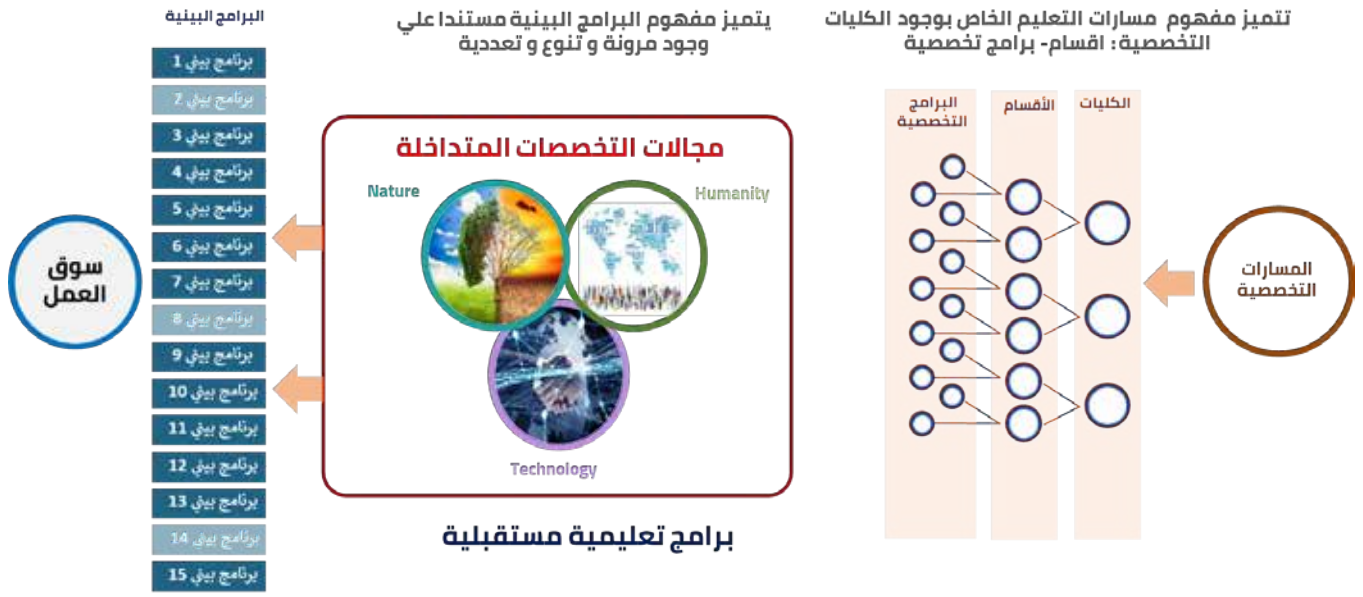 تتميز مفهوم مسارات التعليم الخاص بوجود الكليات
التخصصية : اقسام- برامج تخصصية
المسارات
التخصصية
الكليات
الأقسام
البرامج
التخصصية
يتميز مفهوم البرامج البينية مستندا علي
وجود مرونة و تنوع و تعددية
مجالات التخصصات المتداخلة
Nature
Humanity
Technology
برامج تعليمية مستقبلية
البرامج البينية
برنامج بيني 1
برنامج بيني 2
برنامج بيني 3
برنامج بيني 4
برنامج بيني 5
برنامج بيني 6
برنامج بيني 7
برنامج بيني 8
برنامج بيني 9
برنامج بيني 10
برنامج بيني 11
برنامج بيني 12
برنامج بيني 13
برنامج بيني 14
برنامج بيني 15
سوق
العمل